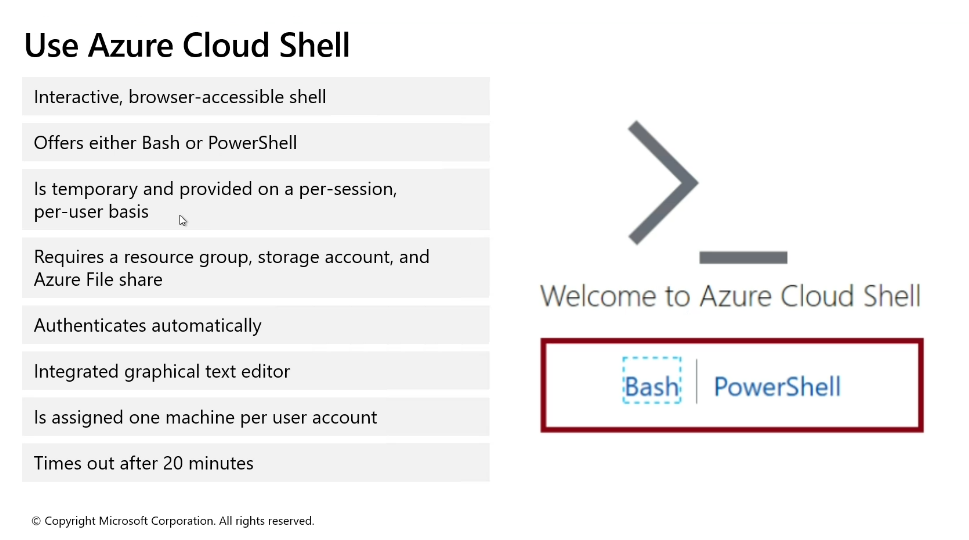 Use Azure Cloud Shell
Interactive, browser-accessible shell
Offers either Bash or PowerShell
Is temporary and provided on a per-session,
per-user basis
Requires a resource group, storage account, and
Azure File share
Authenticates automatically
Integrated graphical text editor
Is assigned one machine per user account
Times out after 20 minutes
Welcome to Azure Cloud Shell
Bash | PowerShell
© Copyright Microsoft Corporation. All rights reserved.